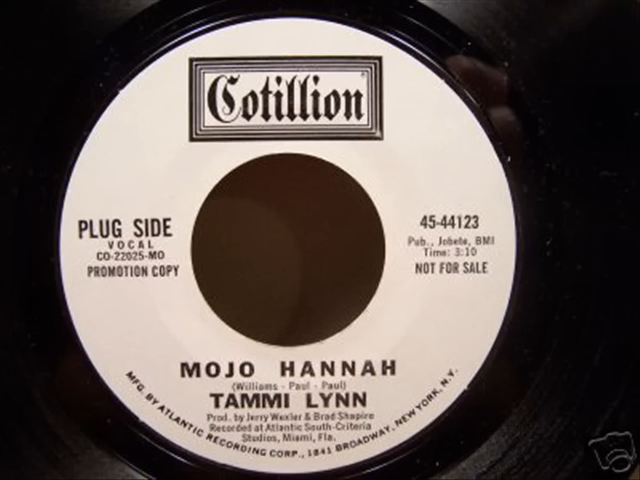 Cotillion
PLUG SIDE
VOCAL
CO-22025-MO
PROMOTION COPY
45-44123
Pub., Jobete, BMI
Time: 3:10
NOT FOR SALE
MOJO HANNAH
(Williams - Paul - Paul)
TAMMI LYNN
Prod. by Jerry Wexler & Brad Shapiro
Recorded at Atlantic South-Criteria
Studios, Miami, Fla.
MFG. BY ATLANTIC RECORDING CORP., 1841 BROADWAY, NEW YORK, N.Y.